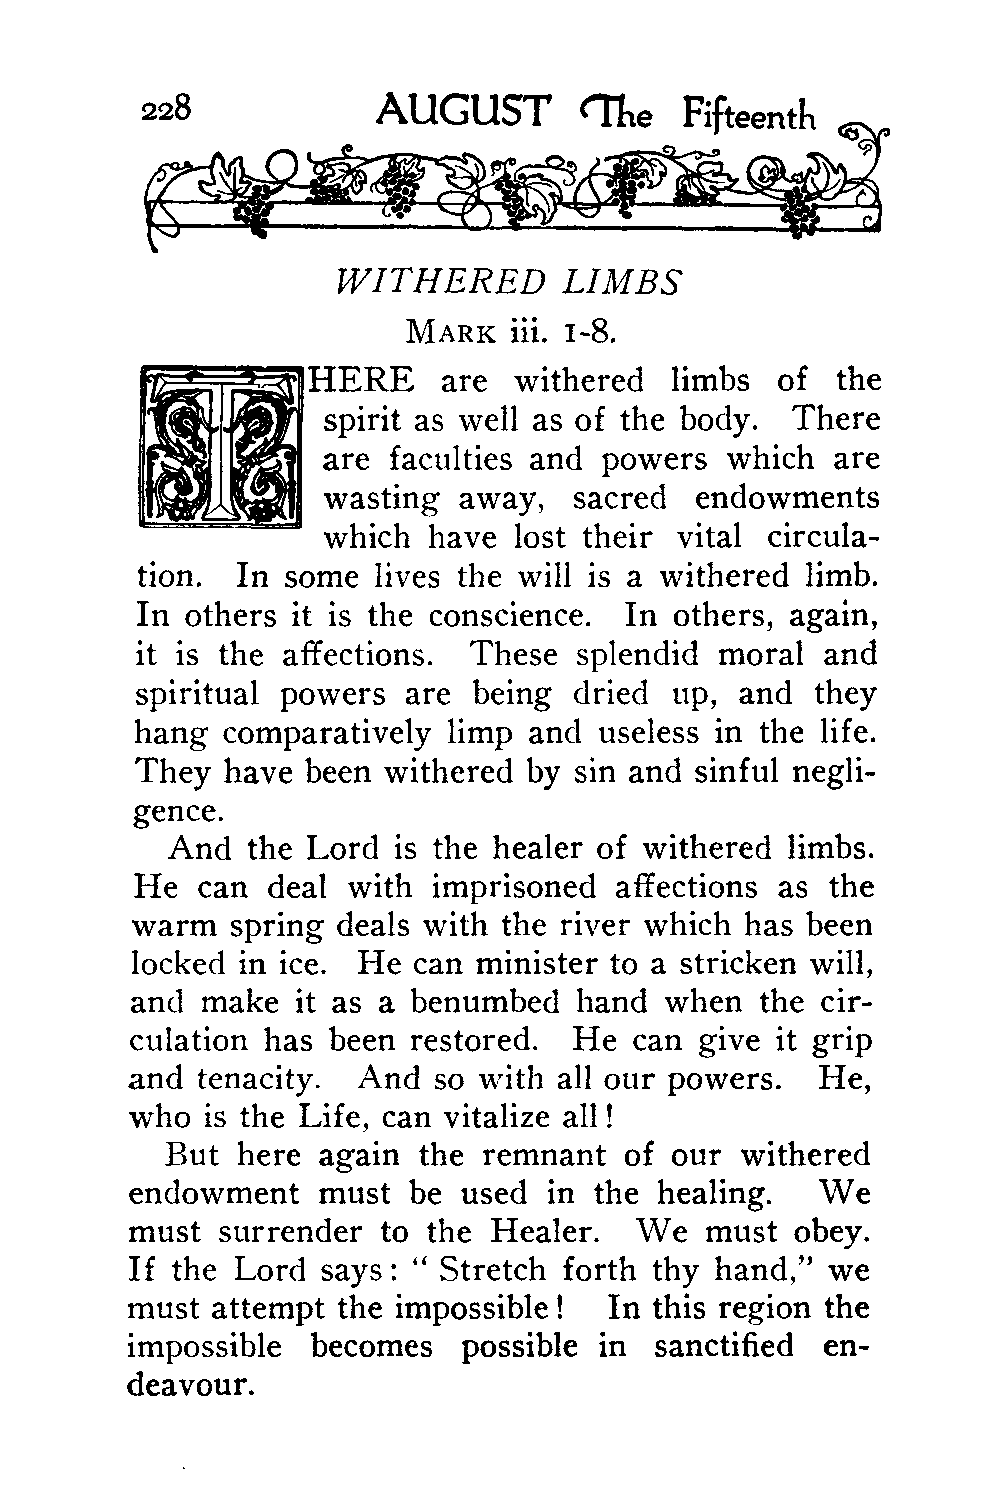 228 AUGUST The Fifteenth
WITHERED LIMBS
MARK iii. 1-8.
THERE are withered limbs of the
spirit as well as of the body. There
are faculties and powers which are
wasting away, sacred endowments
which have lost their vital circula-
tion. In some lives the will is a withered limb.
In others it is the conscience. In others, again,
it is the affections. These splendid moral and
spiritual powers are being dried up, and they
hang comparatively limp and useless in the life.
They have been withered by sin and sinful negli-
gence.
And the Lord is the healer of withered limbs.
He can deal with imprisoned affections as the
warm spring deals with the river which has been
locked in ice. He can minister to a stricken will,
and make it as a benumbed hand when the cir-
culation has been restored. He can give it grip
and tenacity. And so with all our powers. He,
who is the Life, can vitalize all!
But here again the remnant of our withered
endowment must be used in the healing. We
must surrender to the Healer. We must obey.
If the Lord says: "Stretch forth thy hand," we
must attempt the impossible! In this region the
impossible becomes possible in sanctified en-
deavour.